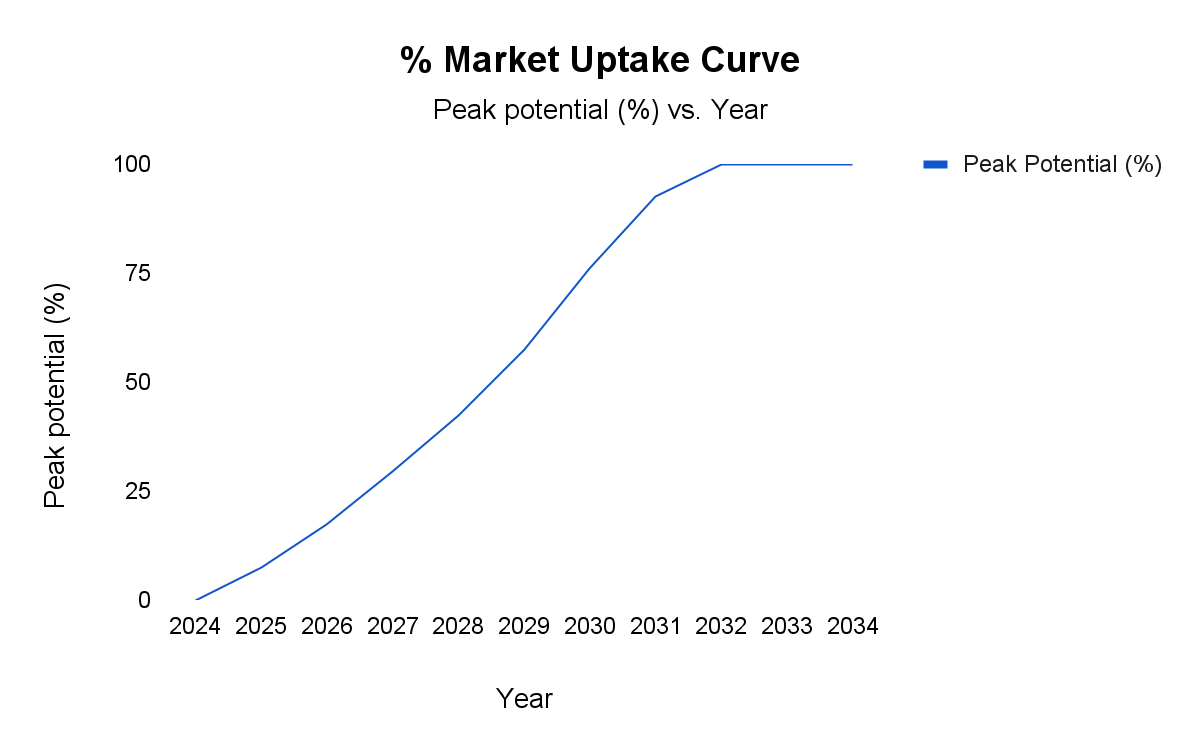 % Market Uptake Curve
Peak potential (%) vs. Year
Peak Potential (%)
Peak potential (%)
100
75
50
25
0
2024 2025 2026 2027 2028 2029 2030 2031 2032 2033 2034
Year